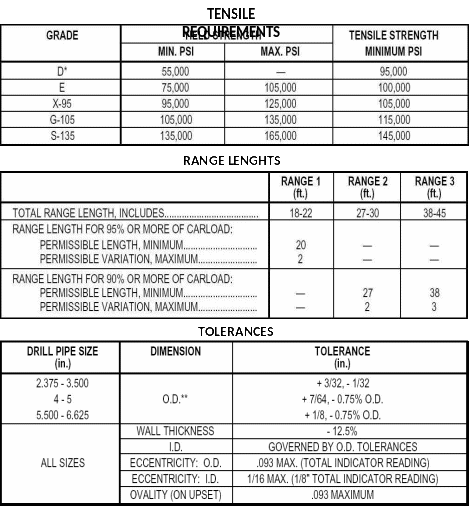 TENSILE
REQUIREMENTS
GRADE YIELD STRENGTH TENSILE STRENGTH
MIN. PSI MAX. PSI MINIMUM PSI
D* 55,000 — 95,000
E 75,000 105,000 100,000
X-95 95,000 125,000 105,000
G-105 105,000 135,000 115,000
S-135 135,000 165,000 145,000
RANGE LENGHTS
RANGE 1 RANGE 2 RANGE 3
(ft.) (ft.) (ft.)
TOTAL RANGE LENGTH, INCLUDES..................................... 18-22 27-30 38-45
RANGE LENGTH FOR 95% OR MORE OF CARLOAD:
PERMISSIBLE LENGTH, MINIMUM............................. 20 — —
PERMISSIBLE VARIATION, MAXIMUM........................ 2 — —
RANGE LENGTH FOR 90% OR MORE OF CARLOAD:
PERMISSIBLE LENGTH, MINIMUM............................. — 27 38
PERMISSIBLE VARIATION, MAXIMUM........................ — 2 3
TOLERANCES
DRILL PIPE SIZE DIMENSION TOLERANCE
(in.) (in.)
2.375 - 3.500 + 3/32, - 1/32
4 - 5 O.D.** + 7/64, - 0.75% O.D.
5.500 - 6.625 + 1/8, - 0.75% O.D.
WALL THICKNESS - 12.5%
I.D. GOVERNED BY O.D. TOLERANCES
ALL SIZES ECCENTRICITY: O.D. .093 MAX. (TOTAL INDICATOR READING)
ECCENTRICITY: I.D. 1/16 MAX. (1/8" TOTAL INDICATOR READING)
OVALITY (ON UPSET) .093 MAXIMUM